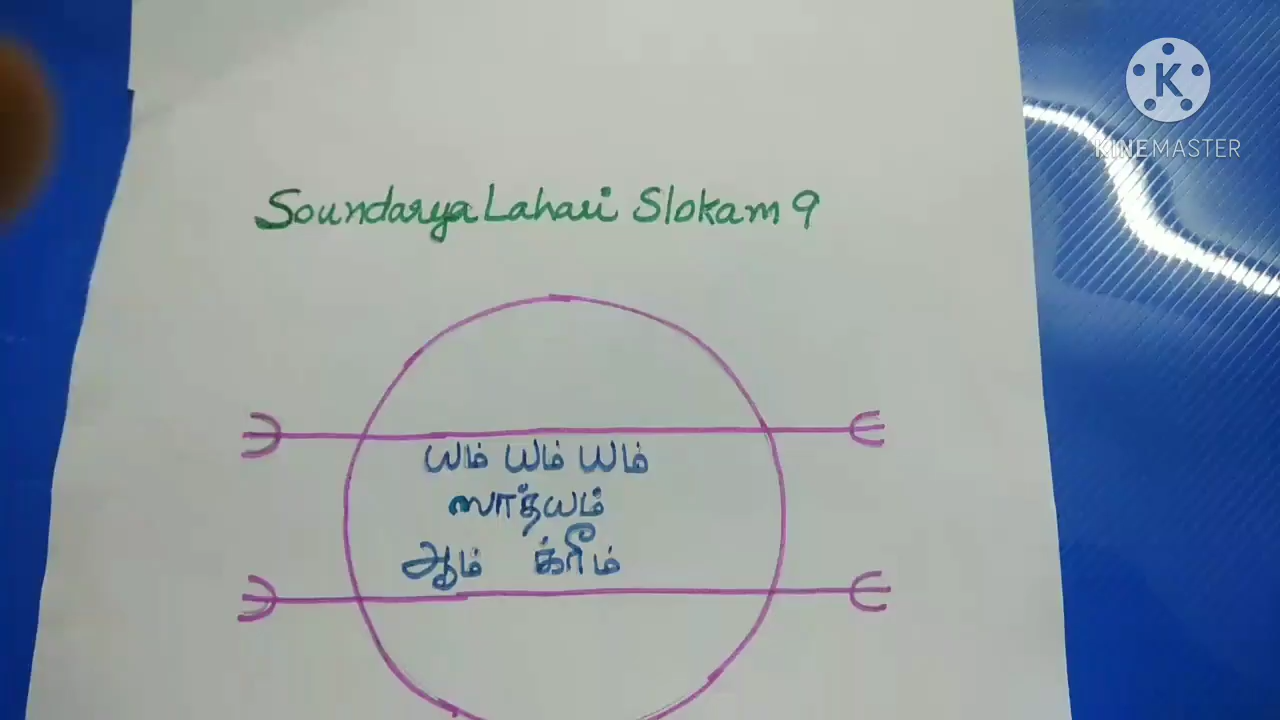 K
KINEMASTER
Soundarya Lahari Slokam 9
யம் யம் யம்
ஸாத்யம்
ஆம் க்ரீம்